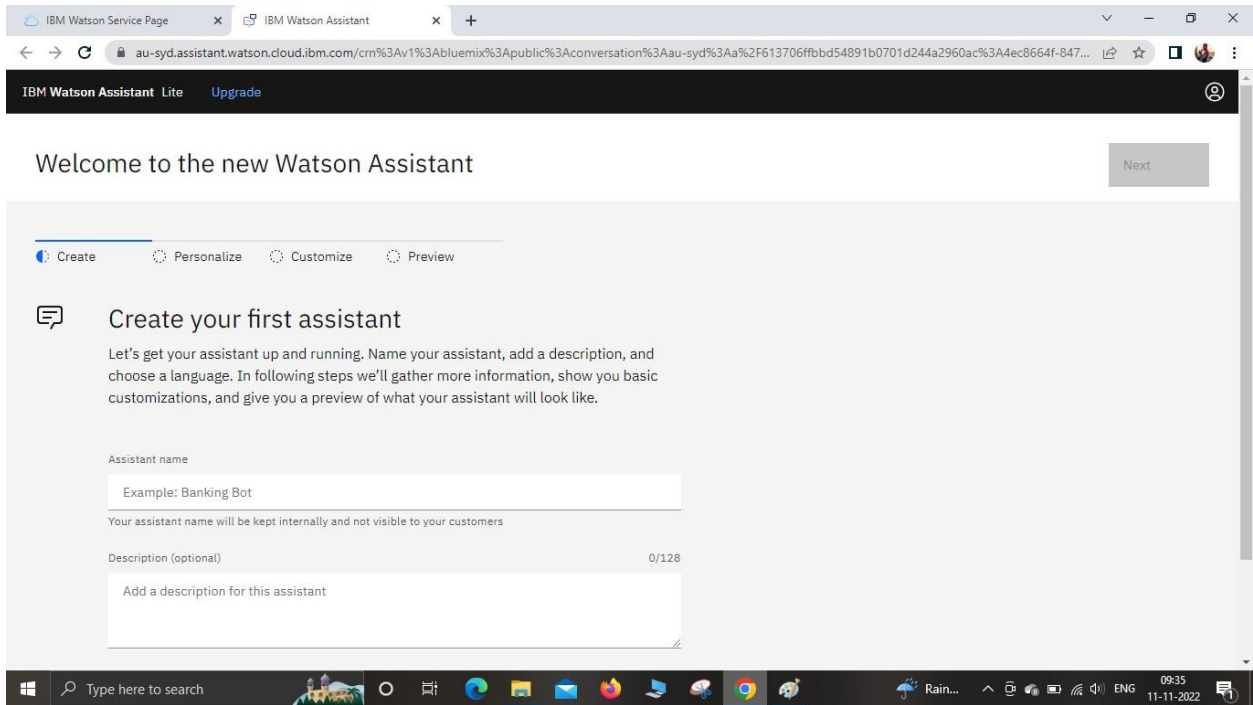 IBM Watson Service Page
IBM Watson Assistant
au-syd.assistant.watson.cloud.ibm.com/crn%3Av1%3Abluemix%3Apublic%3Aconversation%3Aau-syd%3Aa%2F613706ffbbd54891b0701d244a2960ac%3A4ec8664f-847...
IBM Watson Assistant Lite Upgrade
Welcome to the new Watson Assistant
Next
Create Personalize Customize Preview
Create your first assistant
Let's get your assistant up and running. Name your assistant, add a description, and
choose a language. In following steps we'll gather more information, show you basic
customizations, and give you a preview of what your assistant will look like.
Assistant name
Example: Banking Bot
Your assistant name will be kept internally and not visible to your customers
Description (optional) 0/128
Add a description for this assistant
Type here to search
Rain...
ENG
09:35
11-11-2022
1